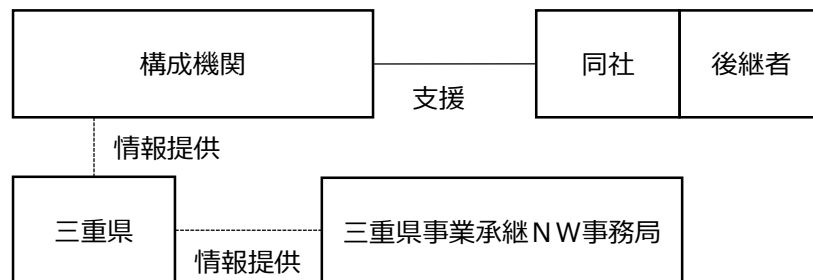 構成機関
同社
後継者
支援
情報提供
三重県
三重県事業承継ＮＷ事務局
情報提供